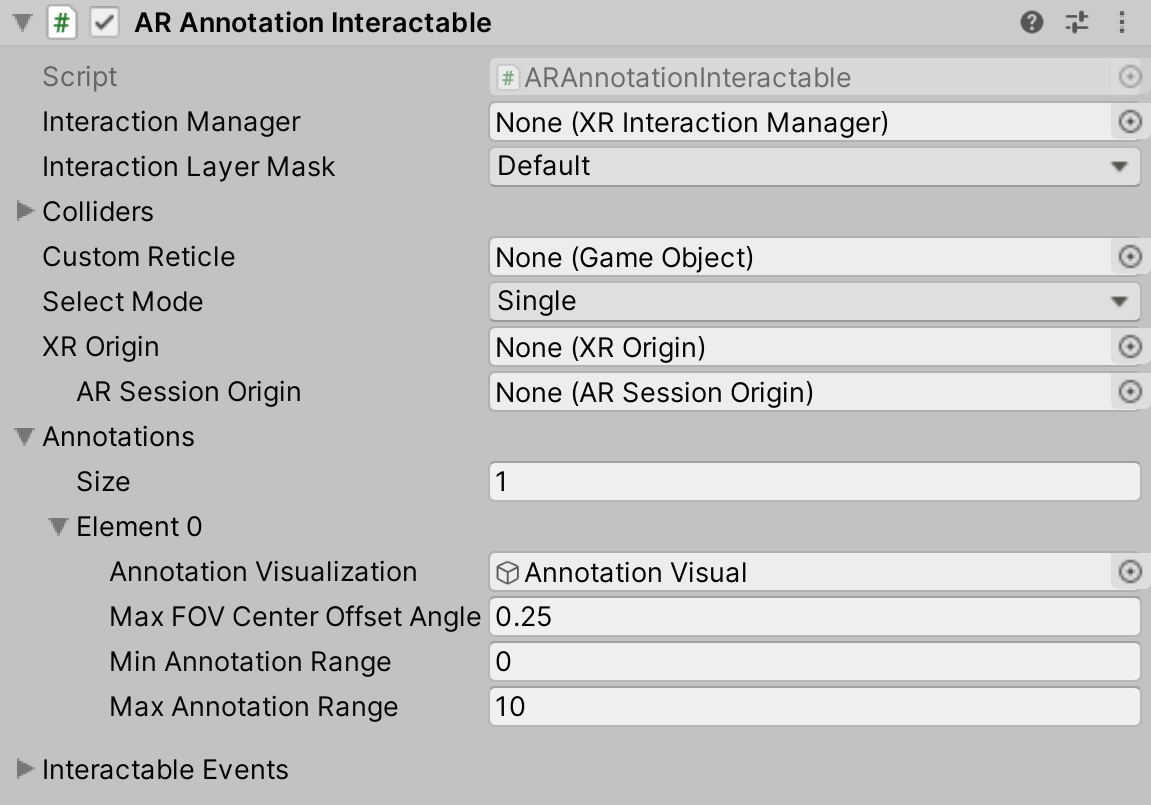 AR Annotation Interactable
Script ARAnnotationInteractable
Interaction Manager None (XR Interaction Manager)
Interaction Layer Mask Default
Colliders
Custom Reticle None (Game Object)
Select Mode Single
XR Origin None (XR Origin)
AR Session Origin None (AR Session Origin)
Annotations
Size 1
Element 0
Annotation Visualization Annotation Visual
Max FOV Center Offset Angle 0.25
Min Annotation Range 0
Max Annotation Range 10
Interactable Events